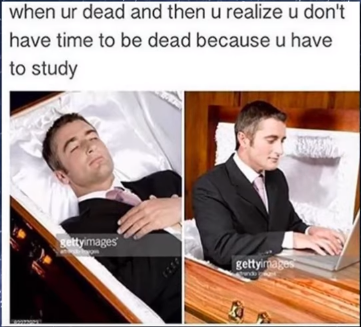 when ur dead and then u realize u don't
have time to be dead because u have
to study
gettyimages
gettyimages